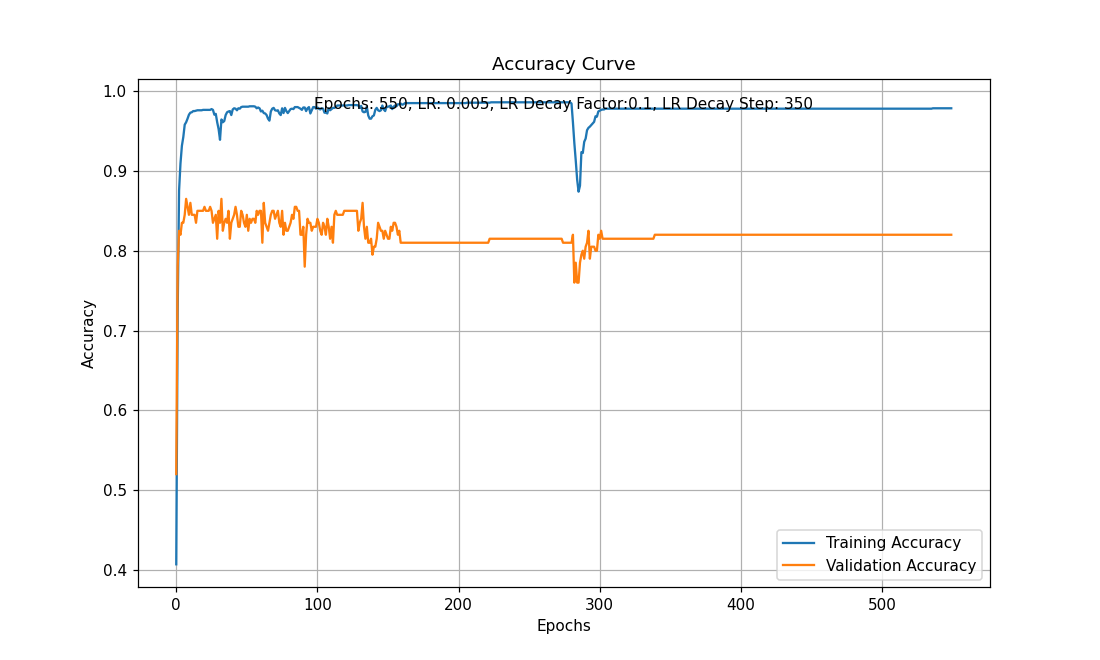 Accuracy Curve
Epochs: 550, LR: 0.005, LR Decay Factor:0.1, LR Decay Step: 350
1.0
0.9
0.8
0.7
0.6
0.5
0.4
Accuracy
Training Accuracy
Validation Accuracy
0 100 200 300 400 500
Epochs